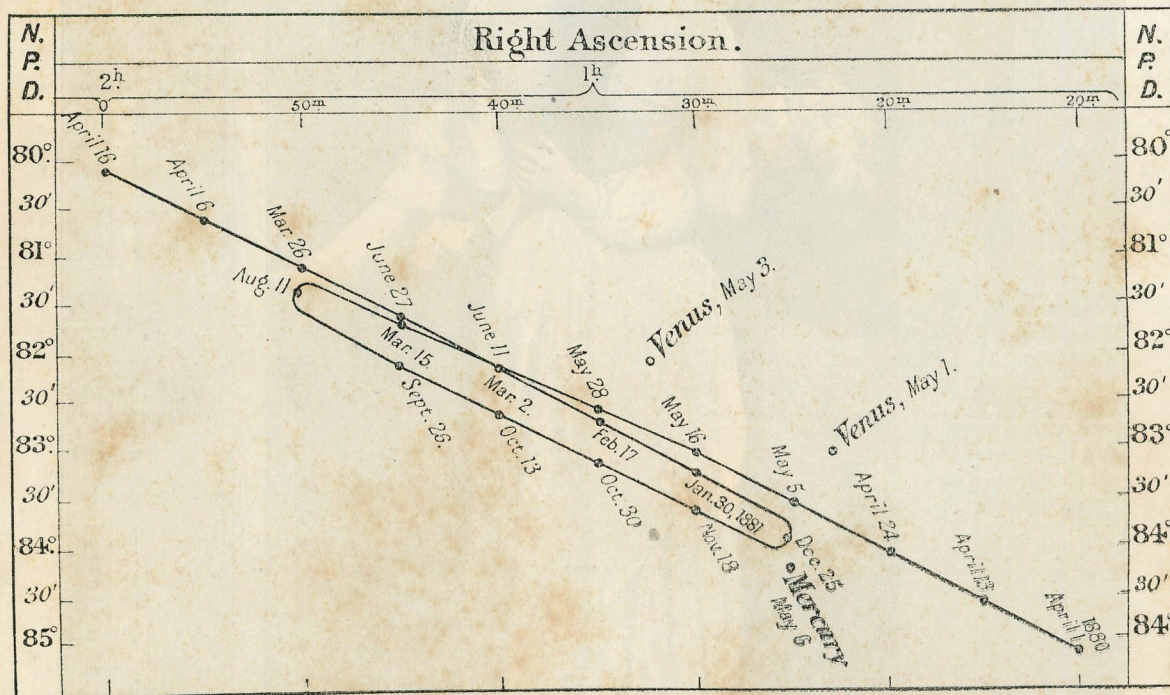 N. P. D.
Right Ascension.
N. P. D.
2h
1h
0
50m
40m
30m
20m
20m
80°
30'
81°
30'
82°
30'
83°
30'
84°
30'
85°
80°
30'
81°
30'
82°
30'
83°
30'
84°
30'
84°
April 16
April 6
Mar. 26
Aug. 11
June 27
Mar. 15.
Sept. 26.
June 11
Mar. 2.
Oct. 13
May 28
Feb. 17
Oct. 30
May 16
Jan. 30, 1881
Nov. 18
May 5
Dec. 25
April 24
April 13
April 1, 1880
Venus, May 3.
Venus, May 1.
Mercury
May 6